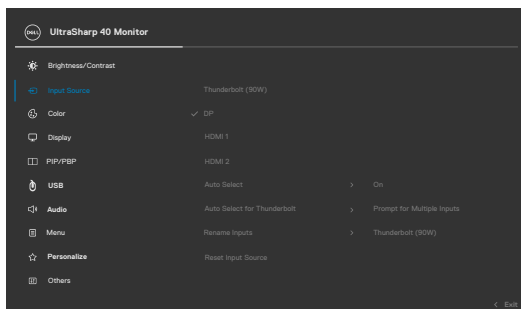 DELL UltraSharp 40 Monitor
Brightness/Contrast
Input Source Thunderbolt (90W)
Color DP
Display HDMI 1
PIP/PBP HDMI 2
USB Auto Select > On
Audio Auto Select for Thunderbolt > Prompt for Multiple Inputs
Menu Rename Inputs > Thunderbolt (90W)
Personalize Reset Input Source
Others
< Exit